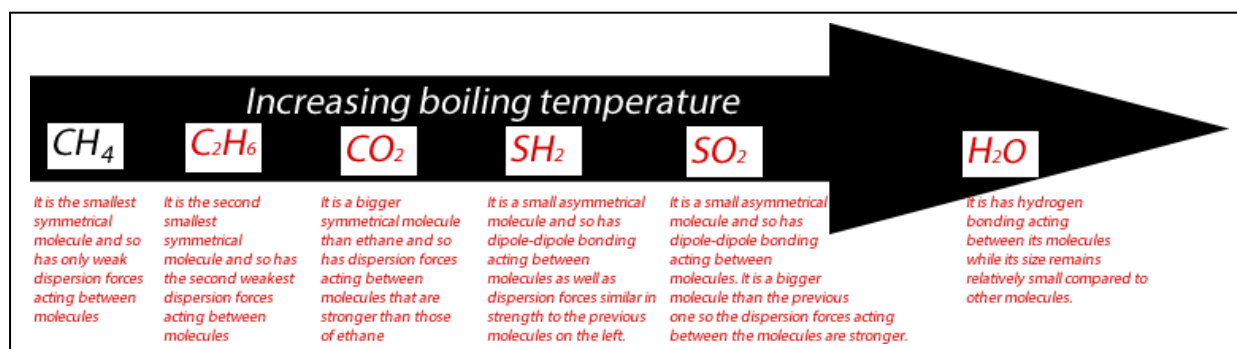 Increasing boiling temperature
CH₄
C₂H₆
CO₂
SH₂
SO₂
H₂O
It is the smallest
symmetrical
molecule and so
has only weak
dispersion forces
acting between
molecules
It is the second
smallest
symmetrical
molecule and so has
the second weakest
dispersion forces
acting between
molecules
It is a bigger
symmetrical molecule
than ethane and so
has dispersion forces
acting between
molecules that are
stronger than those
of ethane
It is a small asymmetrical
molecule and so has
dipole-dipole bonding
acting between
molecules as well as
dispersion forces similar in
strength to the previous
molecules on the left.
It is a small asymmetrical
molecule and so has
dipole-dipole bonding
acting between
molecules. It is a bigger
molecule than the previous
one so the dispersion forces acting
between the molecules are stronger.
It is has hydrogen
bonding acting
between its molecules
while its size remains
relatively small compared to
other molecules.